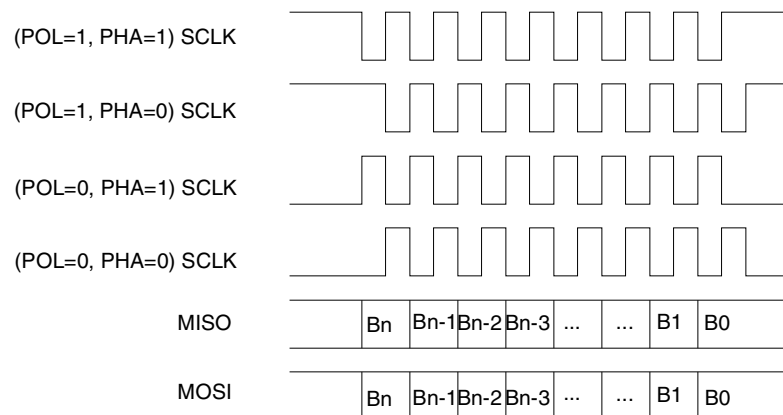 (POL=1, PHA=1) SCLK
(POL=1, PHA=0) SCLK
(POL=0, PHA=1) SCLK
(POL=0, PHA=0) SCLK
MISO Bn Bn-1 Bn-2 Bn-3 ... ... B1 B0
MOSI Bn Bn-1 Bn-2 Bn-3 ... ... B1 B0